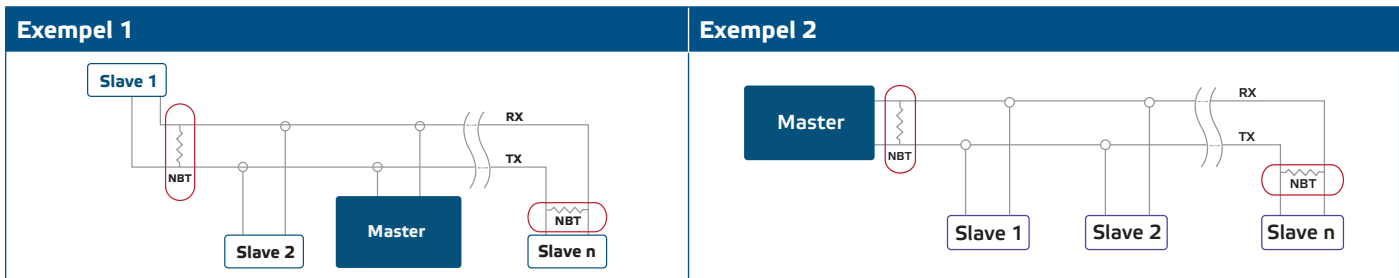 Exempel 1
Slave 1
RX
TX
NBT
Slave 2
Master
NBT
Slave n
Exempel 2
Master
RX
TX
NBT
NBT
Slave 1
Slave 2
Slave n